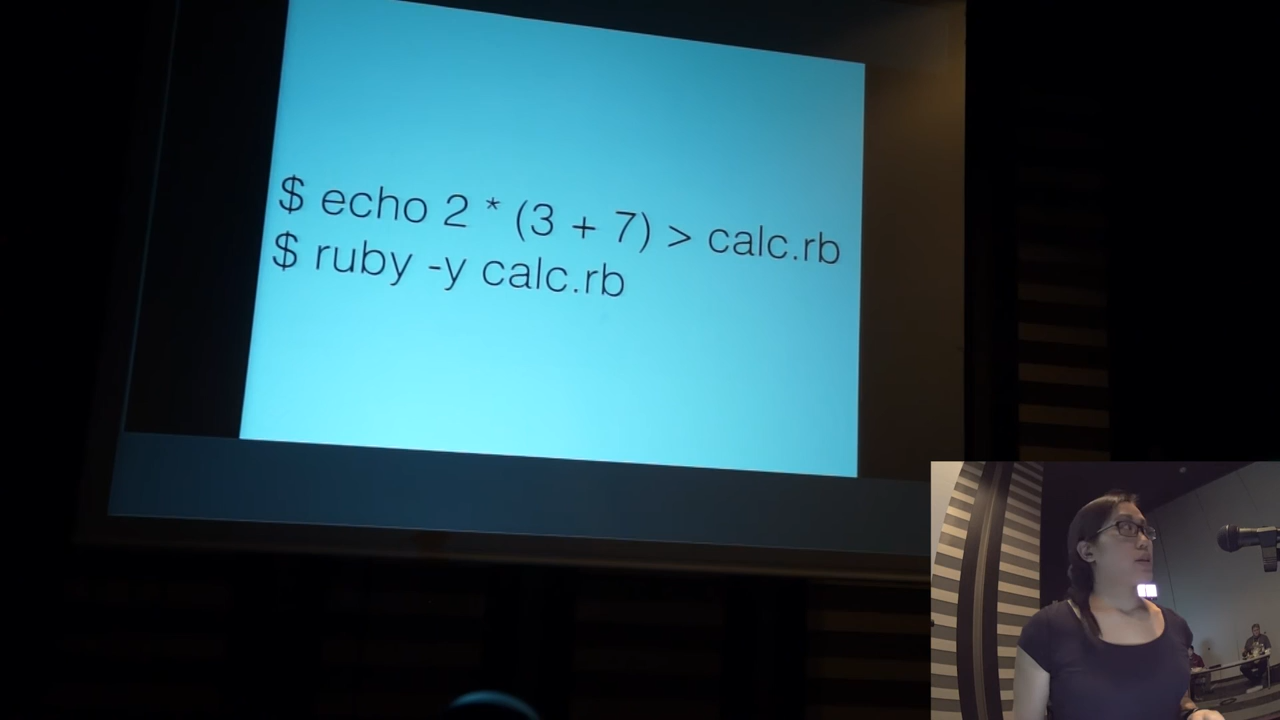 $ echo 2 * (3 + 7) > calc.rb
$ ruby -y calc.rb